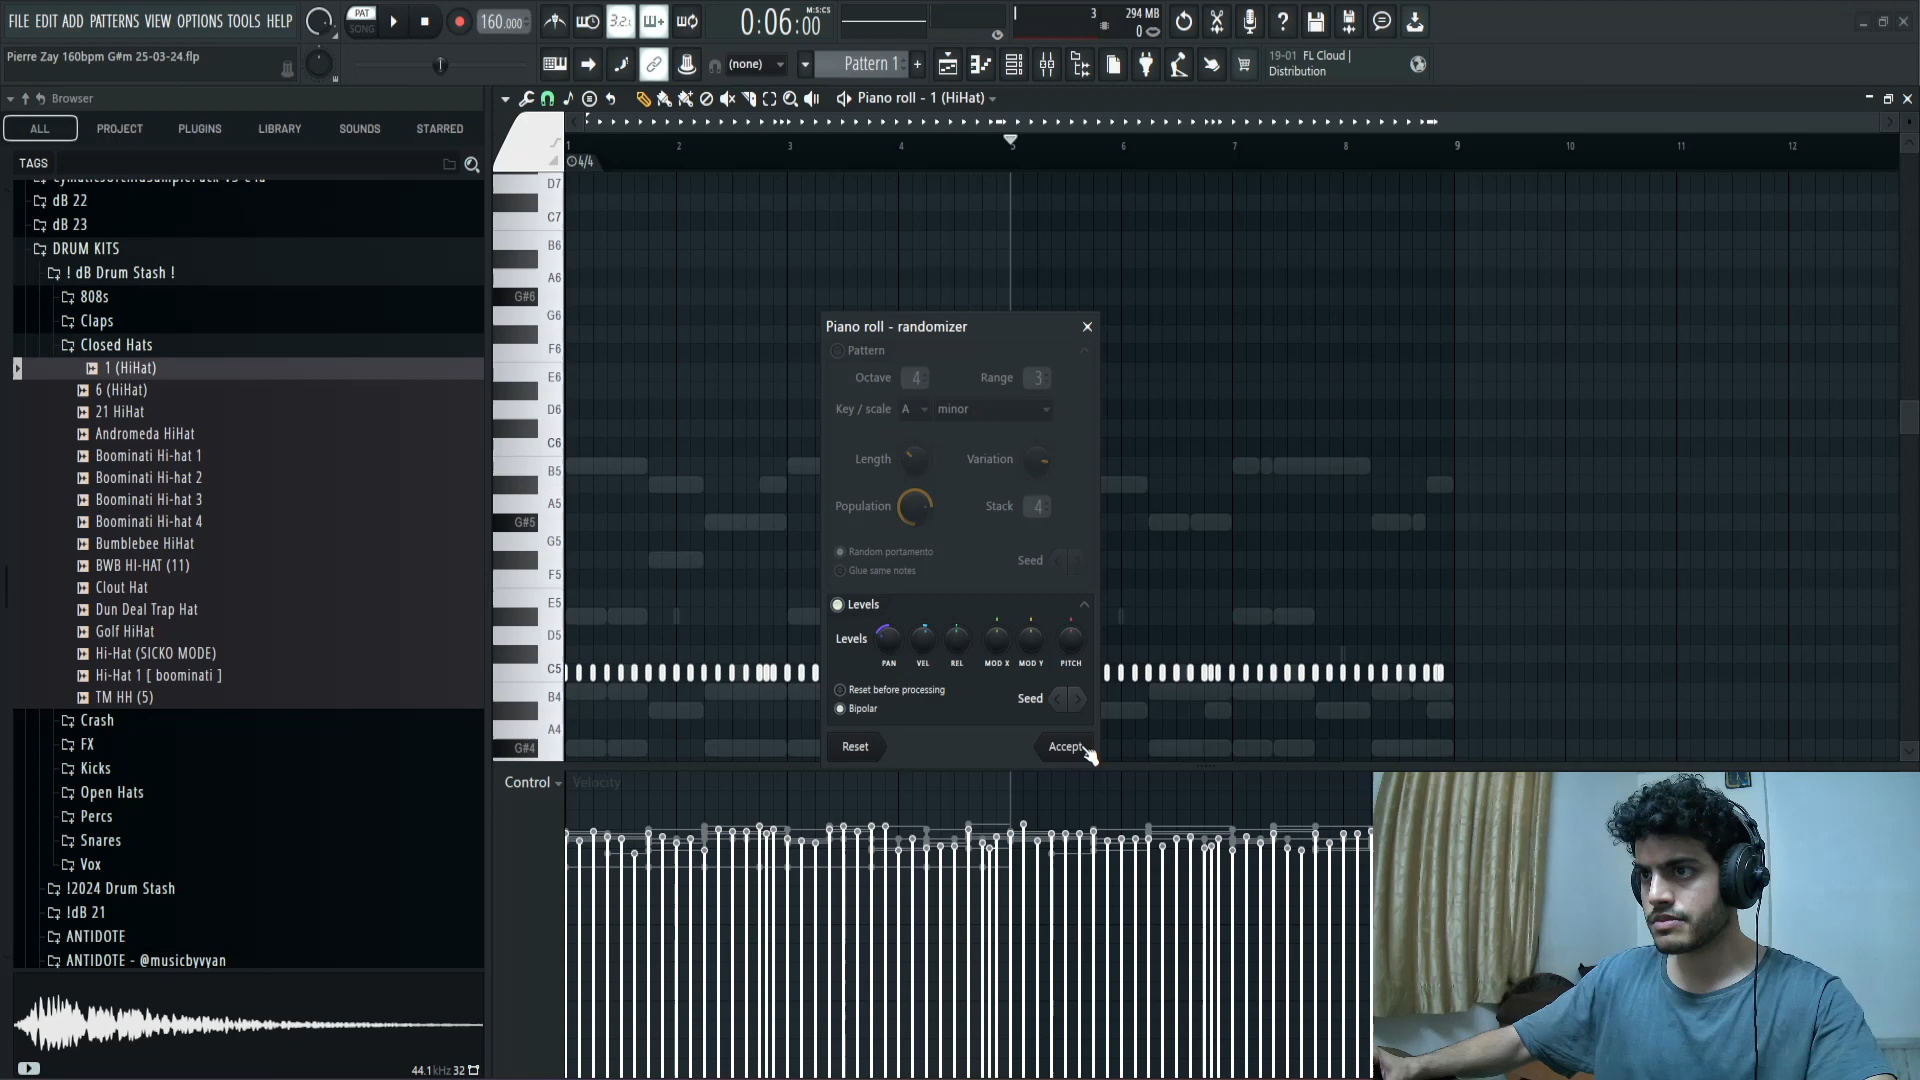 FILE EDIT ADD PATTERNS VIEW OPTIONS TOOLS HELP
PAT
SONG
160.000
3.2.
0:06:00
M:S:CS
3
294 MB
0
Pierre Zay 160bpm G#m 25-03-24.flp
(none)
Pattern 1
+
19-01 FL Cloud |
Distribution
Browser
ALL
PROJECT
PLUGINS
LIBRARY
SOUNDS
STARRED
TAGS
dB 22
dB 23
DRUM KITS
! dB Drum Stash !
808s
Claps
Closed Hats
1 (HiHat)
6 (HiHat)
21 HiHat
Andromeda HiHat
Boominati Hi-hat 1
Boominati Hi-hat 2
Boominati Hi-hat 3
Boominati Hi-hat 4
Bumblebee HiHat
BWB HI-HAT (11)
Clout Hat
Dun Deal Trap Hat
Golf HiHat
Hi-Hat (SICKO MODE)
Hi-Hat 1 [ boominati ]
TM HH (5)
Crash
FX
Kicks
Open Hats
Percs
Snares
Vox
!2024 Drum Stash
!dB 21
ANTIDOTE
ANTIDOTE - @musicbyvyan
44.1kHz 32
Piano roll - 1 (HiHat)
1 2 3 4 5 6 7 8 9 10 11 12
4/4
D7
C7
B6
A6
G#6
G6
F6
E6
D6
C6
B5
A5
G#5
G5
F5
E5
D5
C5
B4
A4
G#4
Piano roll - randomizer
Pattern
Octave 4 Range 3
Key / scale A minor
Length Variation
Population Stack 4
Random portamento
Glue same notes
Seed
Levels
Levels
PAN VEL REL MOD X MOD Y PITCH
Reset before processing
Bipolar
Seed
Reset
Accept
Control
Velocity